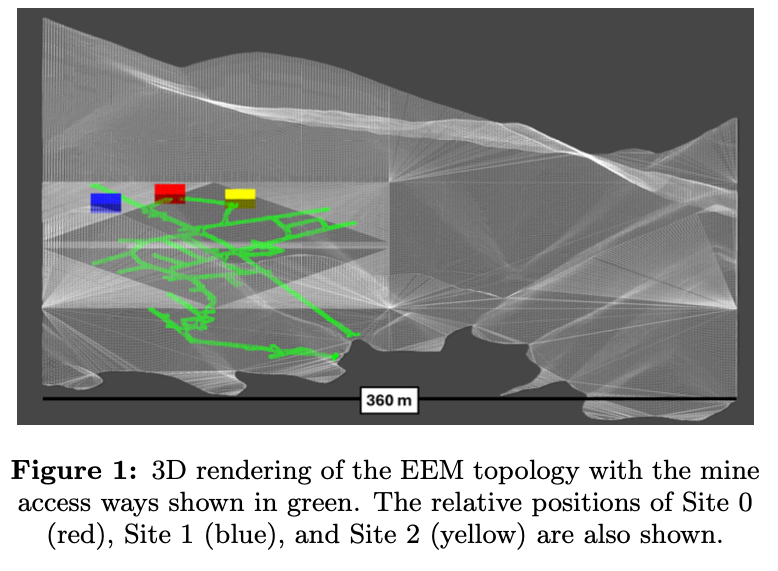 360 m
Figure 1: 3D rendering of the EEM topology with the mine
access ways shown in green. The relative positions of Site 0
(red), Site 1 (blue), and Site 2 (yellow) are also shown.